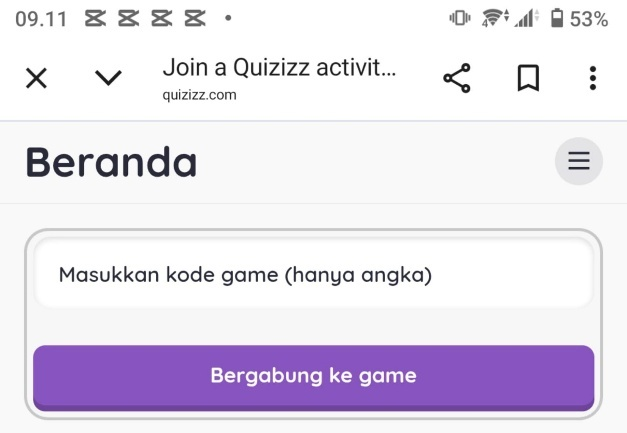 09.11 53%
Join a Quizizz activit...
quizizz.com
Beranda
Masukkan kode game (hanya angka)
Bergabung ke game